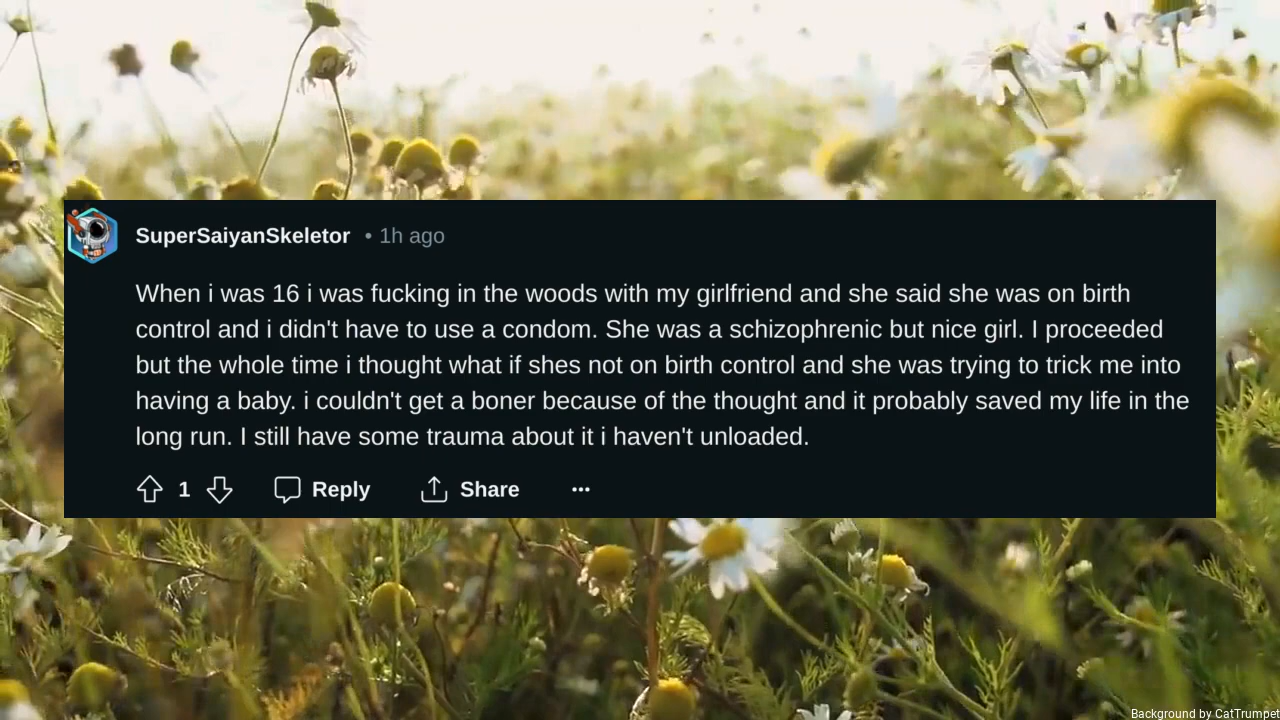 SuperSaiyanSkeletor • 1h ago
When i was 16 i was fucking in the woods with my girlfriend and she said she was on birth
control and i didn't have to use a condom. She was a schizophrenic but nice girl. I proceeded
but the whole time i thought what if shes not on birth control and she was trying to trick me into
having a baby. i couldn't get a boner because of the thought and it probably saved my life in the
long run. I still have some trauma about it i haven't unloaded.
1 Reply Share ···
Background by CatTrumpet